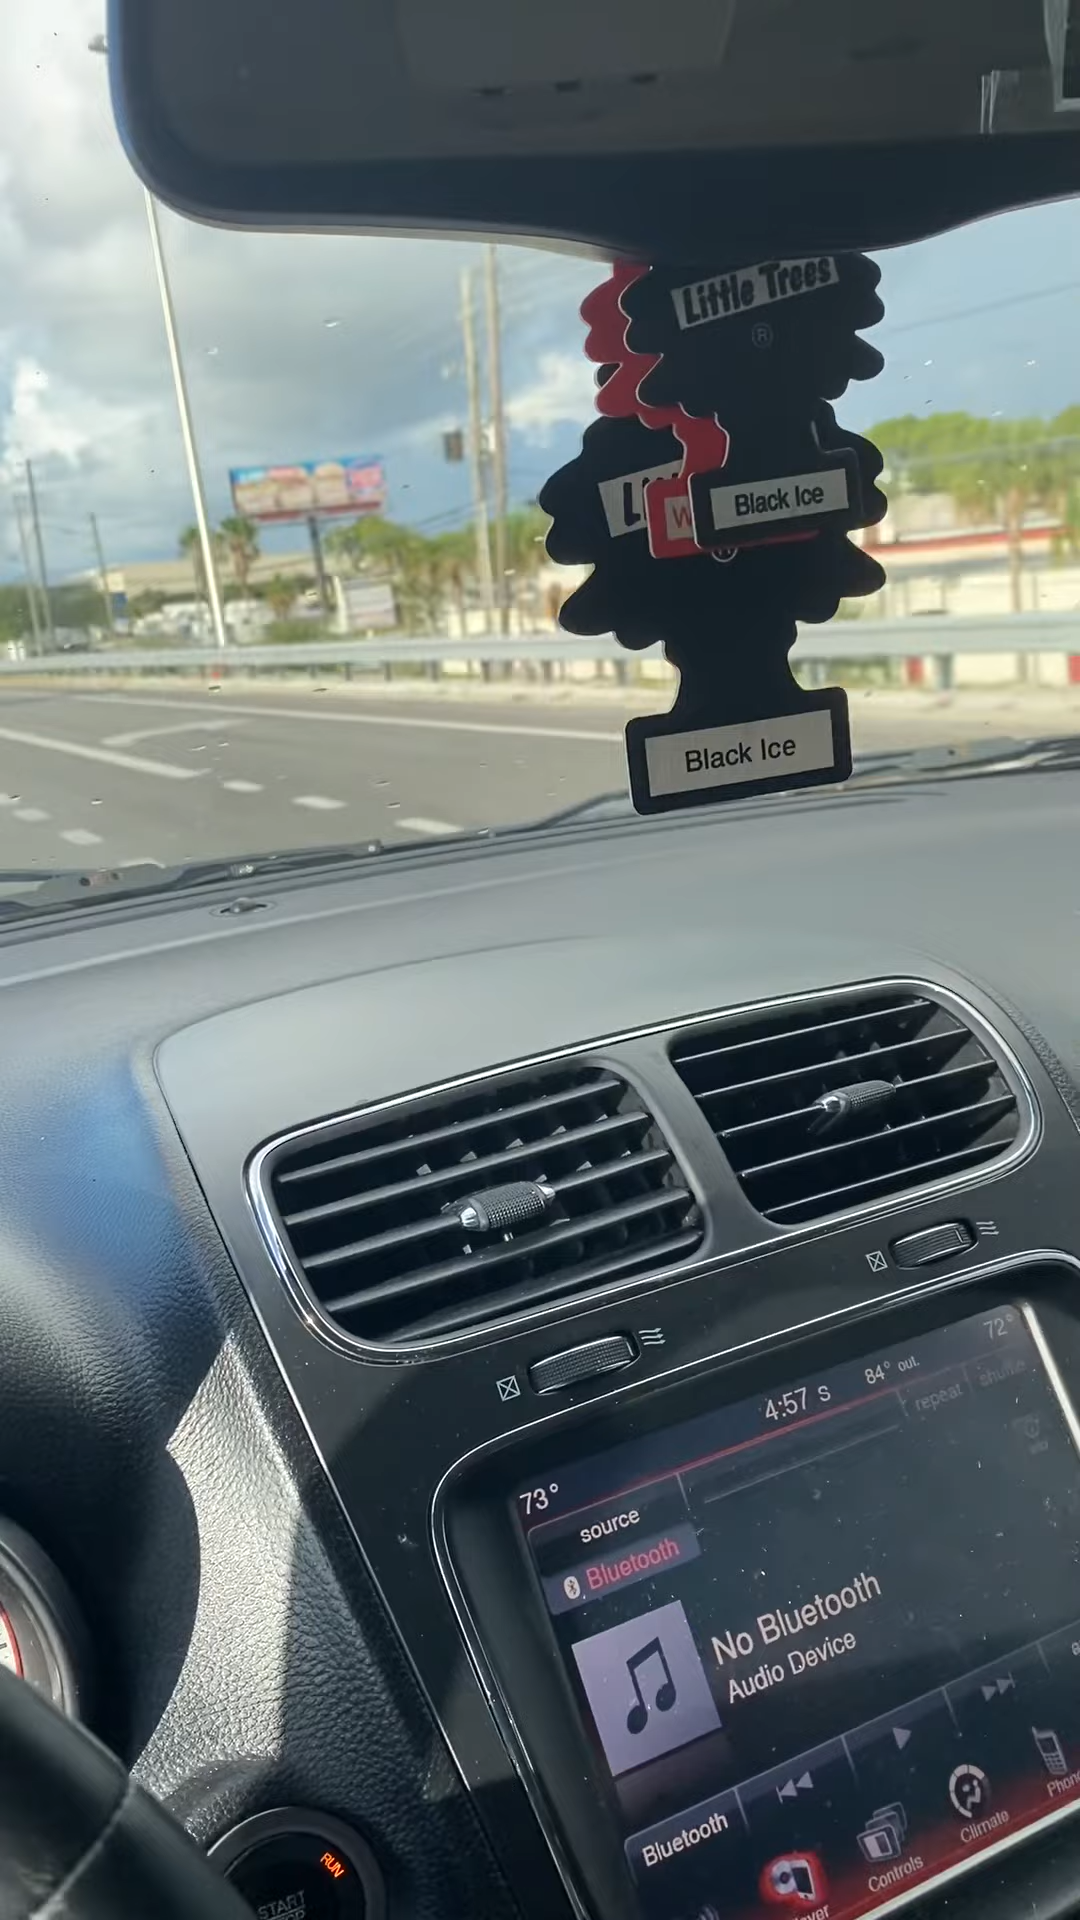 Little Trees
®
Black Ice
Black Ice
72°
84° out.
4:57 S
repeat
shuffle
73°
source
Bluetooth
No Bluetooth
Audio Device
Bluetooth
Controls
Climate
RUN
START